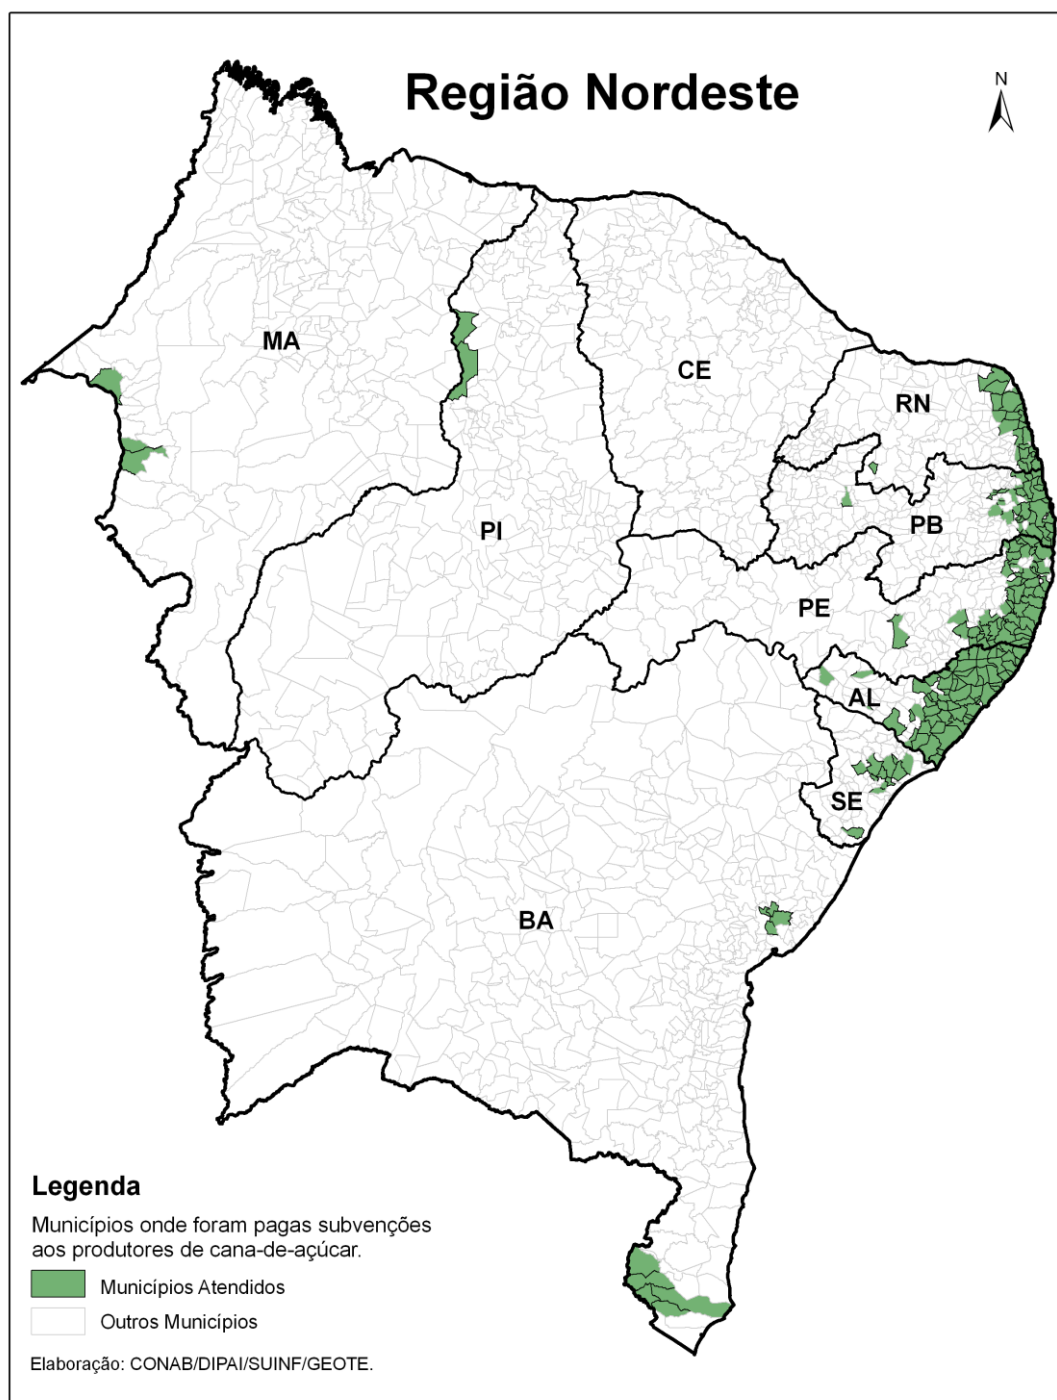 Região Nordeste
N
MA
CE
RN
PI
PB
PE
AL
SE
BA
Legenda
Municípios onde foram pagas subvenções
aos produtores de cana-de-açúcar.
Municípios Atendidos
Outros Municípios
Elaboração: CONAB/DIPAI/SUINF/GEOTE.